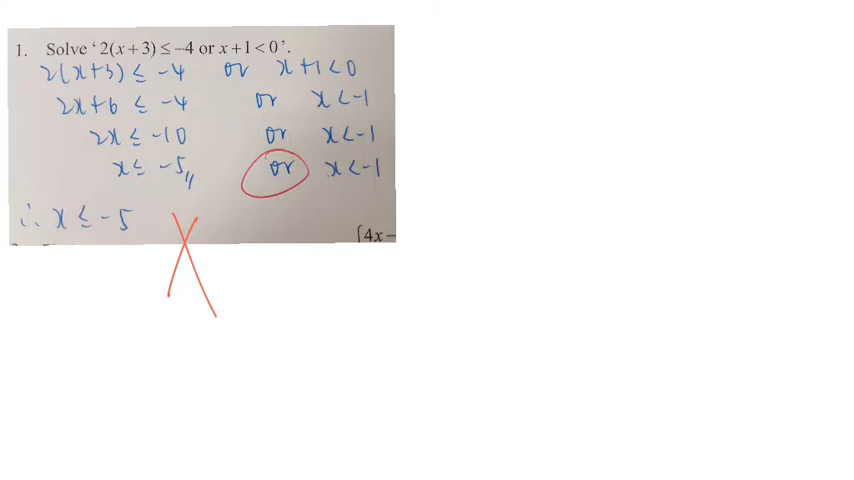 1. Solve ‘2(x + 3) ≤ −4 or x + 1 < 0’.
2(x+3) ≤ -4 or x+1<0
2x+6 ≤ -4 or x<-1
2x ≤ -10 or x<-1
x ≤ -5 or x<-1
∴ x ≤ -5
4x −